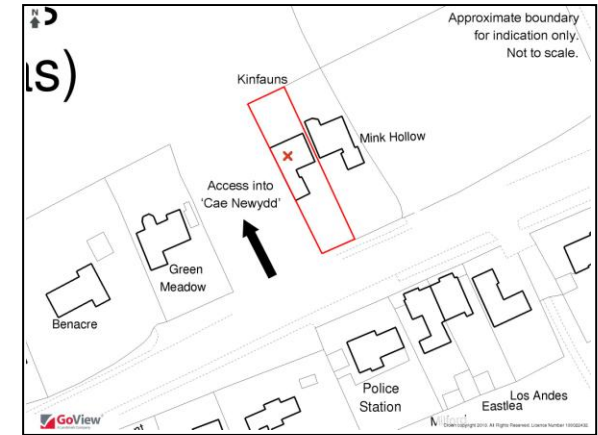 N
Approximate boundary
for indication only.
Not to scale.
Kinfauns
Mink Hollow
Access into
'Cae Newydd'
Green
Meadow
Benacre
Police
Station
Los Andes
Eastlea
GoView